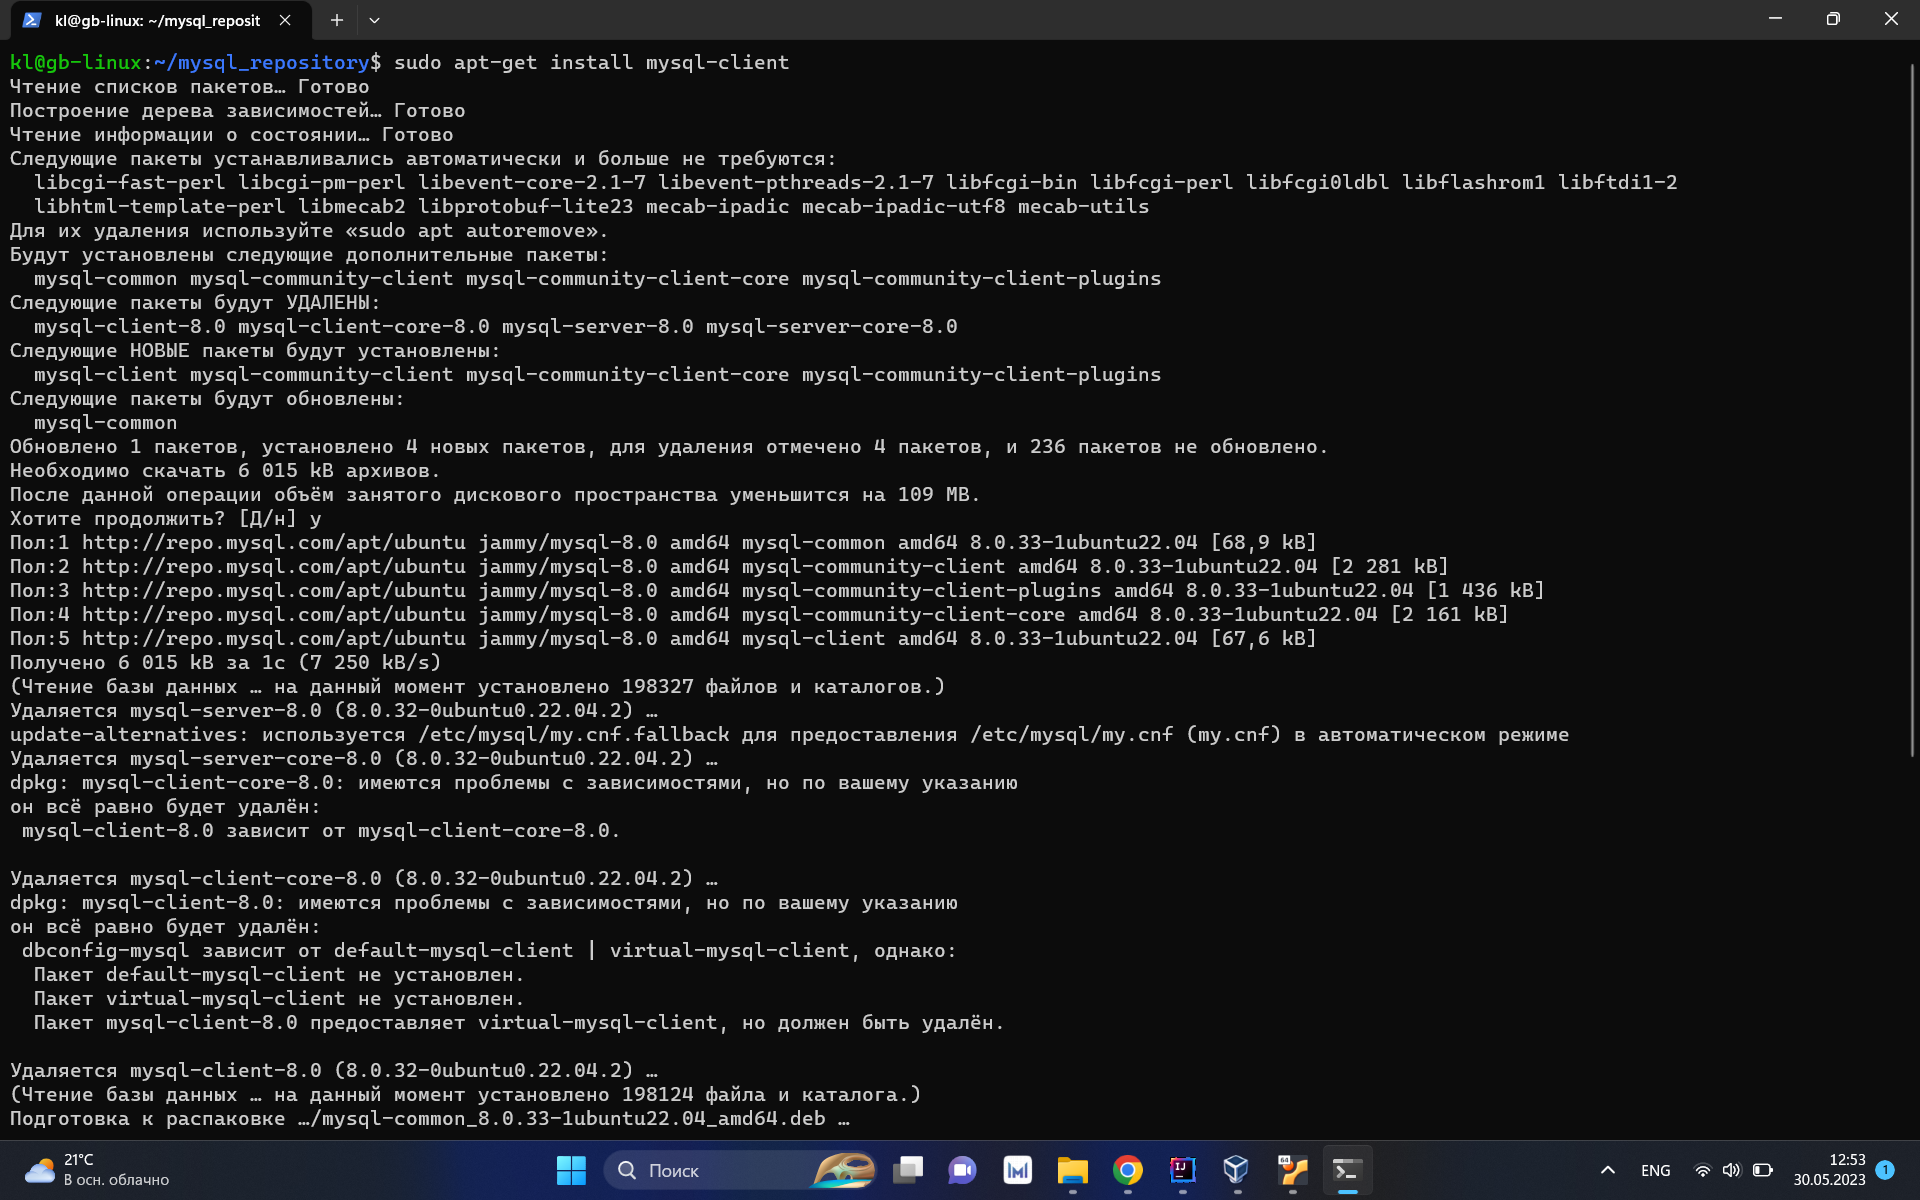 kl@gb-linux: ~/mysql_reposit
kl@gb-linux:~/mysql_repository$ sudo apt-get install mysql-client
Чтение списков пакетов… Готово
Построение дерева зависимостей… Готово
Чтение информации о состоянии… Готово
Следующие пакеты устанавливались автоматически и больше не требуются:
libcgi-fast-perl libcgi-pm-perl libevent-core-2.1-7 libevent-pthreads-2.1-7 libfcgi-bin libfcgi-perl libfcgi0ldbl libflashrom1 libftdi1-2
libhtml-template-perl libmecab2 libprotobuf-lite23 mecab-ipadic mecab-ipadic-utf8 mecab-utils
Для их удаления используйте «sudo apt autoremove».
Будут установлены следующие дополнительные пакеты:
mysql-common mysql-community-client mysql-community-client-core mysql-community-client-plugins
Следующие пакеты будут УДАЛЕНЫ:
mysql-client-8.0 mysql-client-core-8.0 mysql-server-8.0 mysql-server-core-8.0
Следующие НОВЫЕ пакеты будут установлены:
mysql-client mysql-community-client mysql-community-client-core mysql-community-client-plugins
Следующие пакеты будут обновлены:
mysql-common
Обновлено 1 пакетов, установлено 4 новых пакетов, для удаления отмечено 4 пакетов, и 236 пакетов не обновлено.
Необходимо скачать 6 015 kB архивов.
После данной операции объём занятого дискового пространства уменьшится на 109 MB.
Хотите продолжить? [Д/н] y
Пол:1 http://repo.mysql.com/apt/ubuntu jammy/mysql-8.0 amd64 mysql-common amd64 8.0.33-1ubuntu22.04 [68,9 kB]
Пол:2 http://repo.mysql.com/apt/ubuntu jammy/mysql-8.0 amd64 mysql-community-client amd64 8.0.33-1ubuntu22.04 [2 281 kB]
Пол:3 http://repo.mysql.com/apt/ubuntu jammy/mysql-8.0 amd64 mysql-community-client-plugins amd64 8.0.33-1ubuntu22.04 [1 436 kB]
Пол:4 http://repo.mysql.com/apt/ubuntu jammy/mysql-8.0 amd64 mysql-community-client-core amd64 8.0.33-1ubuntu22.04 [2 161 kB]
Пол:5 http://repo.mysql.com/apt/ubuntu jammy/mysql-8.0 amd64 mysql-client amd64 8.0.33-1ubuntu22.04 [67,6 kB]
Получено 6 015 kB за 1с (7 250 kB/s)
(Чтение базы данных … на данный момент установлено 198327 файлов и каталогов.)
Удаляется mysql-server-8.0 (8.0.32-0ubuntu0.22.04.2) …
update-alternatives: используется /etc/mysql/my.cnf.fallback для предоставления /etc/mysql/my.cnf (my.cnf) в автоматическом режиме
Удаляется mysql-server-core-8.0 (8.0.32-0ubuntu0.22.04.2) …
dpkg: mysql-client-core-8.0: имеются проблемы с зависимостями, но по вашему указанию
он всё равно будет удалён:
mysql-client-8.0 зависит от mysql-client-core-8.0.
Удаляется mysql-client-core-8.0 (8.0.32-0ubuntu0.22.04.2) …
dpkg: mysql-client-8.0: имеются проблемы с зависимостями, но по вашему указанию
он всё равно будет удалён:
dbconfig-mysql зависит от default-mysql-client | virtual-mysql-client, однако:
Пакет default-mysql-client не установлен.
Пакет virtual-mysql-client не установлен.
Пакет mysql-client-8.0 предоставляет virtual-mysql-client, но должен быть удалён.
Удаляется mysql-client-8.0 (8.0.32-0ubuntu0.22.04.2) …
(Чтение базы данных … на данный момент установлено 198124 файла и каталога.)
Подготовка к распаковке …/mysql-common_8.0.33-1ubuntu22.04_amd64.deb …
21°C
В осн. облачно
Поиск
ENG
12:53
30.05.2023
1